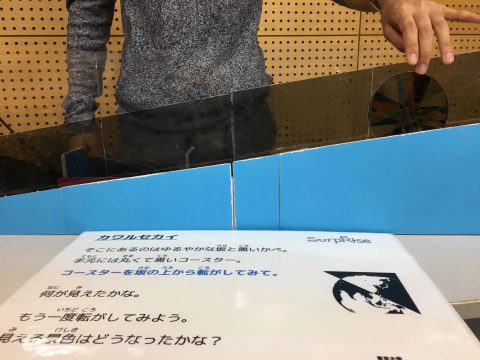 カワルセカイ
SurpRise
そこにあるのはゆるやかな坂と黒いかべ。
手元には丸くて黒いコースター。
コースターを坂の上から転がしてみて。
何が見えたかな。
もう一度転がしてみよう。
見える景色はどうなったかな？